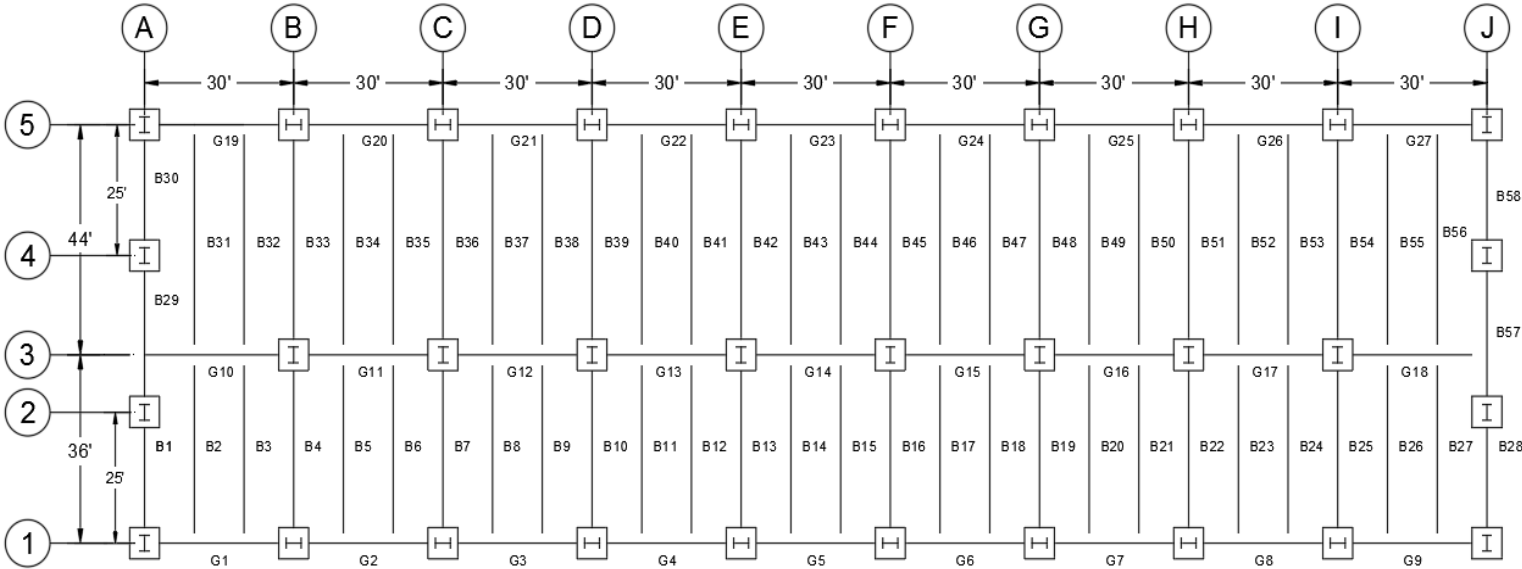 A B C D E F G H I J
30' 30' 30' 30' 30' 30' 30' 30' 30'
5
G19 G20 G21 G22 G23 G24 G25 G26 G27
B30
25'
B58
44'
4
B31 B32 B33 B34 B35 B36 B37 B38 B39 B40 B41 B42 B43 B44 B45 B46 B47 B48 B49 B50 B51 B52 B53 B54 B55 B56
B29
B57
3
G10 G11 G12 G13 G14 G15 G16 G17 G18
2
36'
B1 B2 B3 B4 B5 B6 B7 B8 B9 B10 B11 B12 B13 B14 B15 B16 B17 B18 B19 B20 B21 B22 B23 B24 B25 B26 B27 B28
25'
1
G1 G2 G3 G4 G5 G6 G7 G8 G9